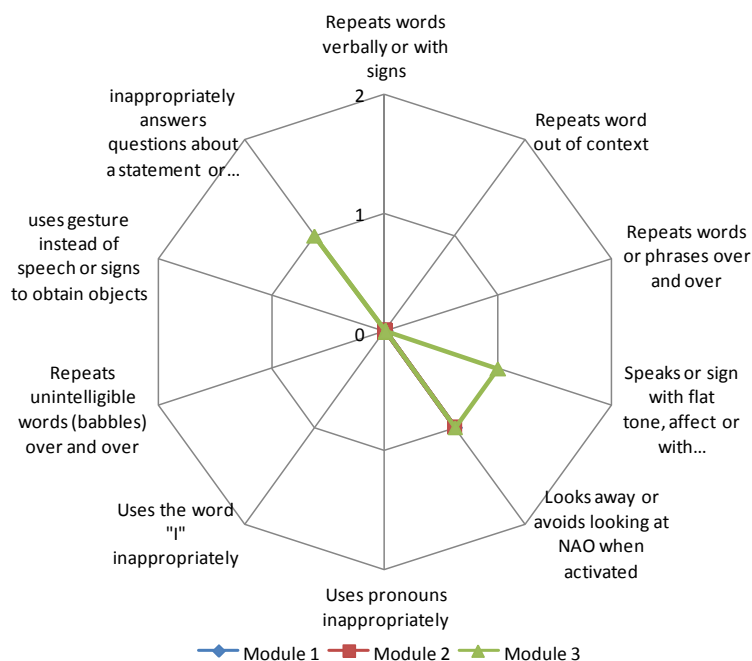 Repeats words
verbally or with
signs
2
inappropriately
answers
questions about
a statement or…
Repeats word
out of context
1
uses gesture
instead of
speech or signs
to obtain objects
Repeats words
or phrases over
and over
0
Repeats
unintelligible
words (babbles)
over and over
Speaks or sign
with flat
tone, affect or
with…
Uses the word
"I"
inappropriately
Looks away or
avoids looking at
NAO when
activated
Uses pronouns
inappropriately
Module 1 Module 2 Module 3